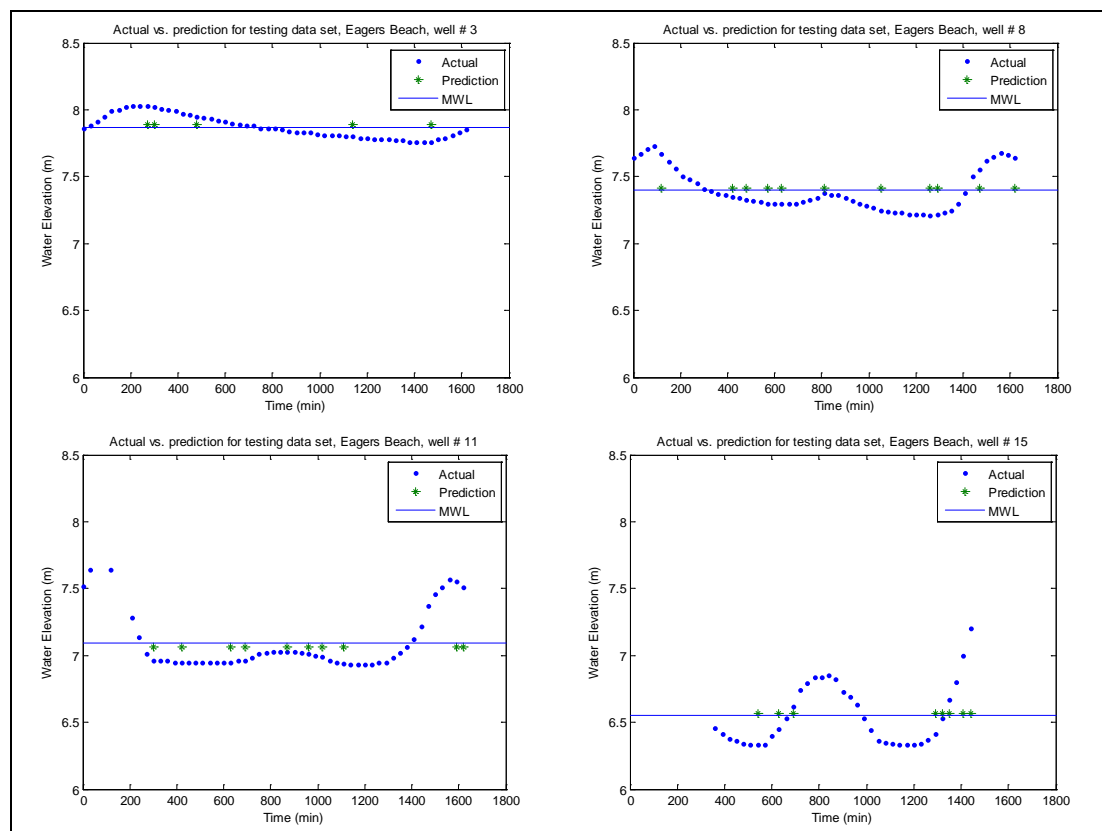 Actual vs. prediction for testing data set, Eagers Beach, well # 3
8.5
8
7.5
7
6.5
6
Water Elevation (m)
Actual
Prediction
MWL
0 200 400 600 800 1000 1200 1400 1600 1800
Time (min)
Actual vs. prediction for testing data set, Eagers Beach, well # 8
8.5
8
7.5
7
6.5
6
Water Elevation (m)
Actual
Prediction
MWL
0 200 400 600 800 1000 1200 1400 1600 1800
Time (min)
Actual vs. prediction for testing data set, Eagers Beach, well # 11
8.5
8
7.5
7
6.5
6
Water Elevation (m)
Actual
Prediction
MWL
0 200 400 600 800 1000 1200 1400 1600 1800
Time (min)
Actual vs. prediction for testing data set, Eagers Beach, well # 15
8.5
8
7.5
7
6.5
6
Water Elevation (m)
Actual
Prediction
MWL
0 200 400 600 800 1000 1200 1400 1600 1800
Time (min)